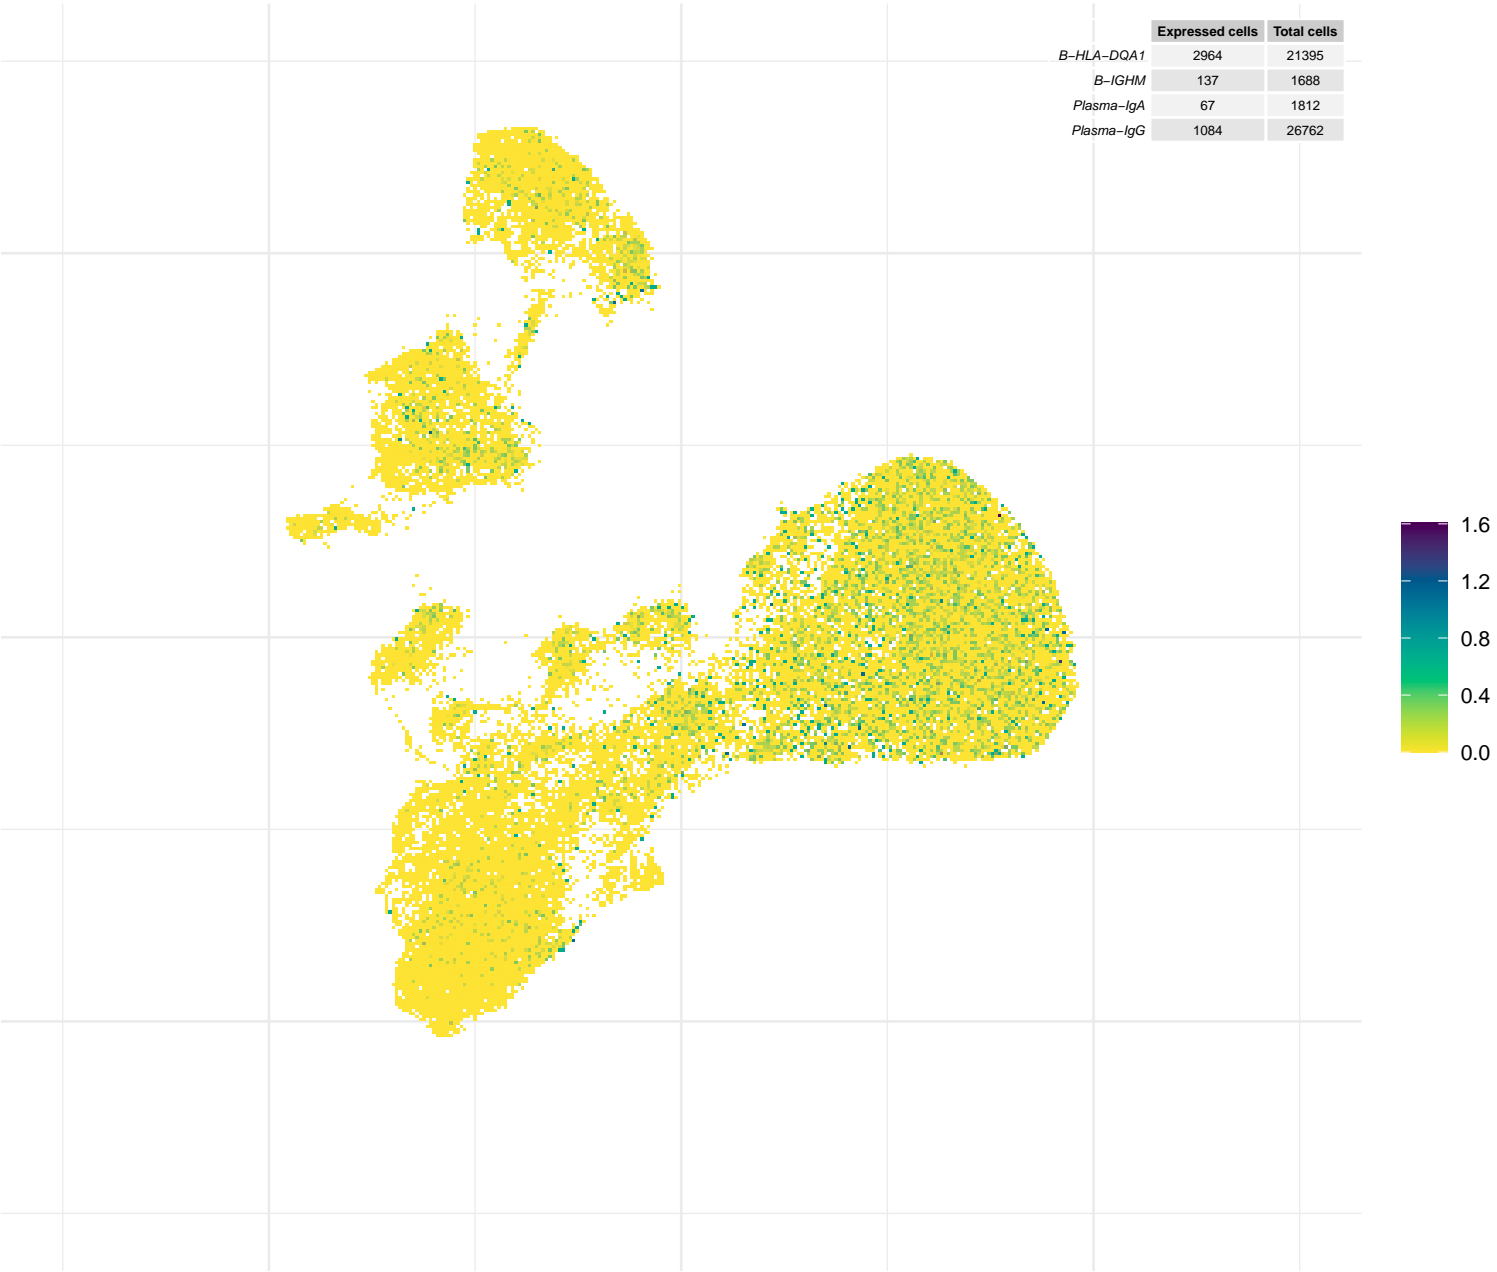 Expressed cells Total cells
B−HLA−DQA1 2964 21395
B−IGHM 137 1688
Plasma−IgA 67 1812
Plasma−IgG 1084 26762
1.6
1.2
0.8
0.4
0.0